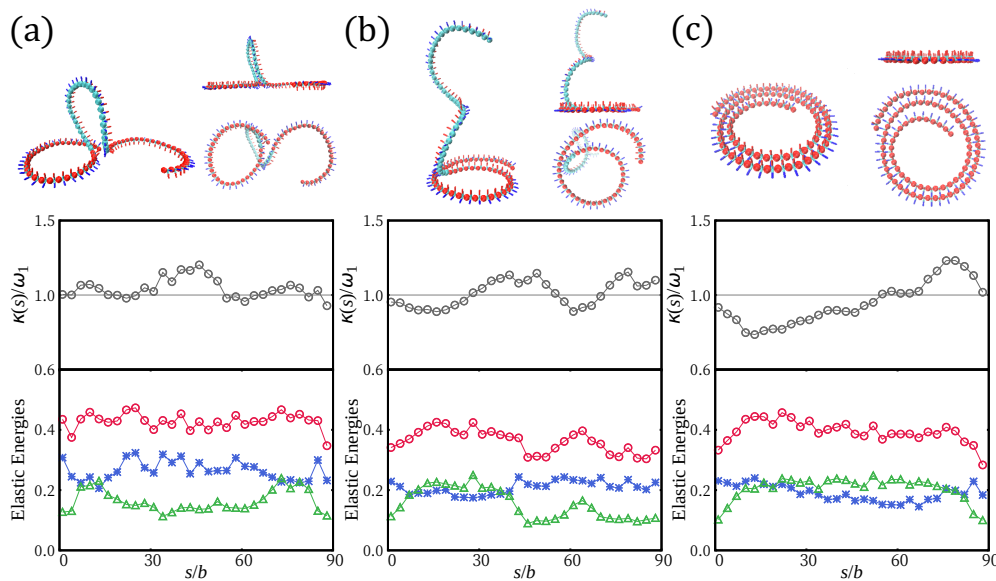 (a) (b) (c)
1.5 1.5 1.5
κ(s)/ω₁ κ(s)/ω₁ κ(s)/ω₁
1.0 1.0 1.0
0.6 0.6 0.6
Elastic Energies Elastic Energies Elastic Energies
0.4 0.4 0.4
0.2 0.2 0.2
0.0 0.0 0.0
0 30 60 90 0 30 60 90 0 30 60 90
s/b s/b s/b